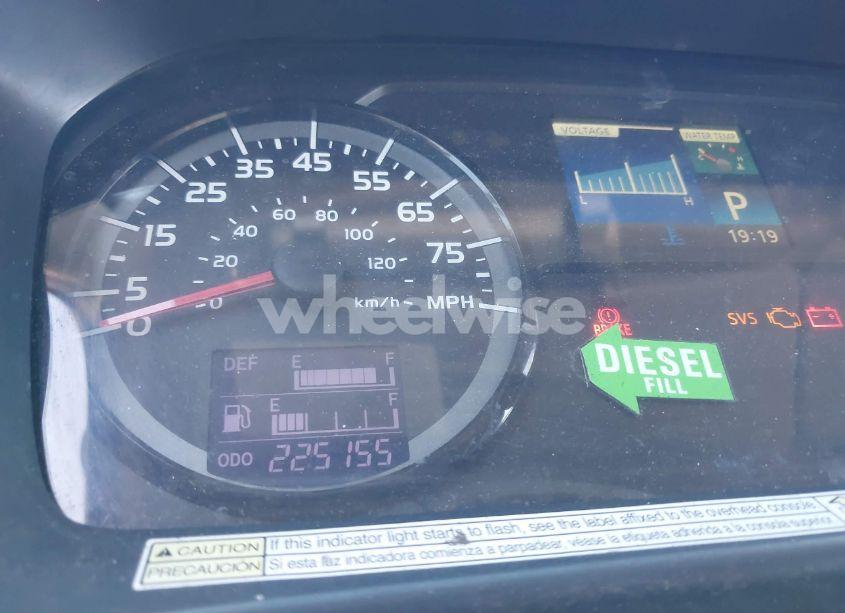 VOLTAGE
WATER TEMP
L H
P
19:19
0 5 15 25 35 45 55 65 75
0 20 40 60 80 100 120
km/h MPH
wheelwise
BRAKE
SVS
DIESEL
FILL
DEF E F
E F
ODO 225155
CAUTION If this indicator light starts to flash, see the label affixed to the overhead console.
PRECAUCIÓN Si esta luz indicadora comienza a parpadear, véase la etiqueta adherida a la consola superior.